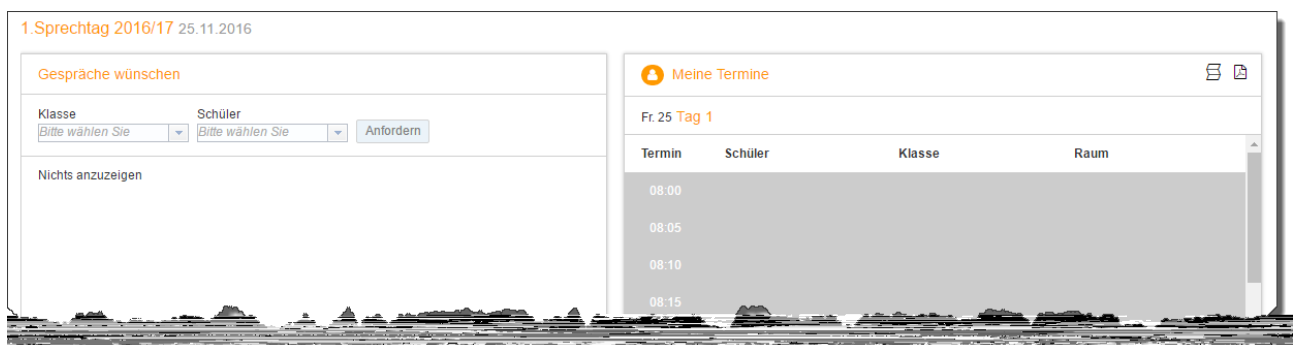 1.Sprechtag 2016/17 25.11.2016
Gespräche wünschen
Klasse Schüler
Bitte wählen Sie Bitte wählen Sie Anfordern
Nichts anzuzeigen
Meine Termine
Fr. 25 Tag 1
Termin Schüler Klasse Raum
08:00
08:05
08:10
08:15